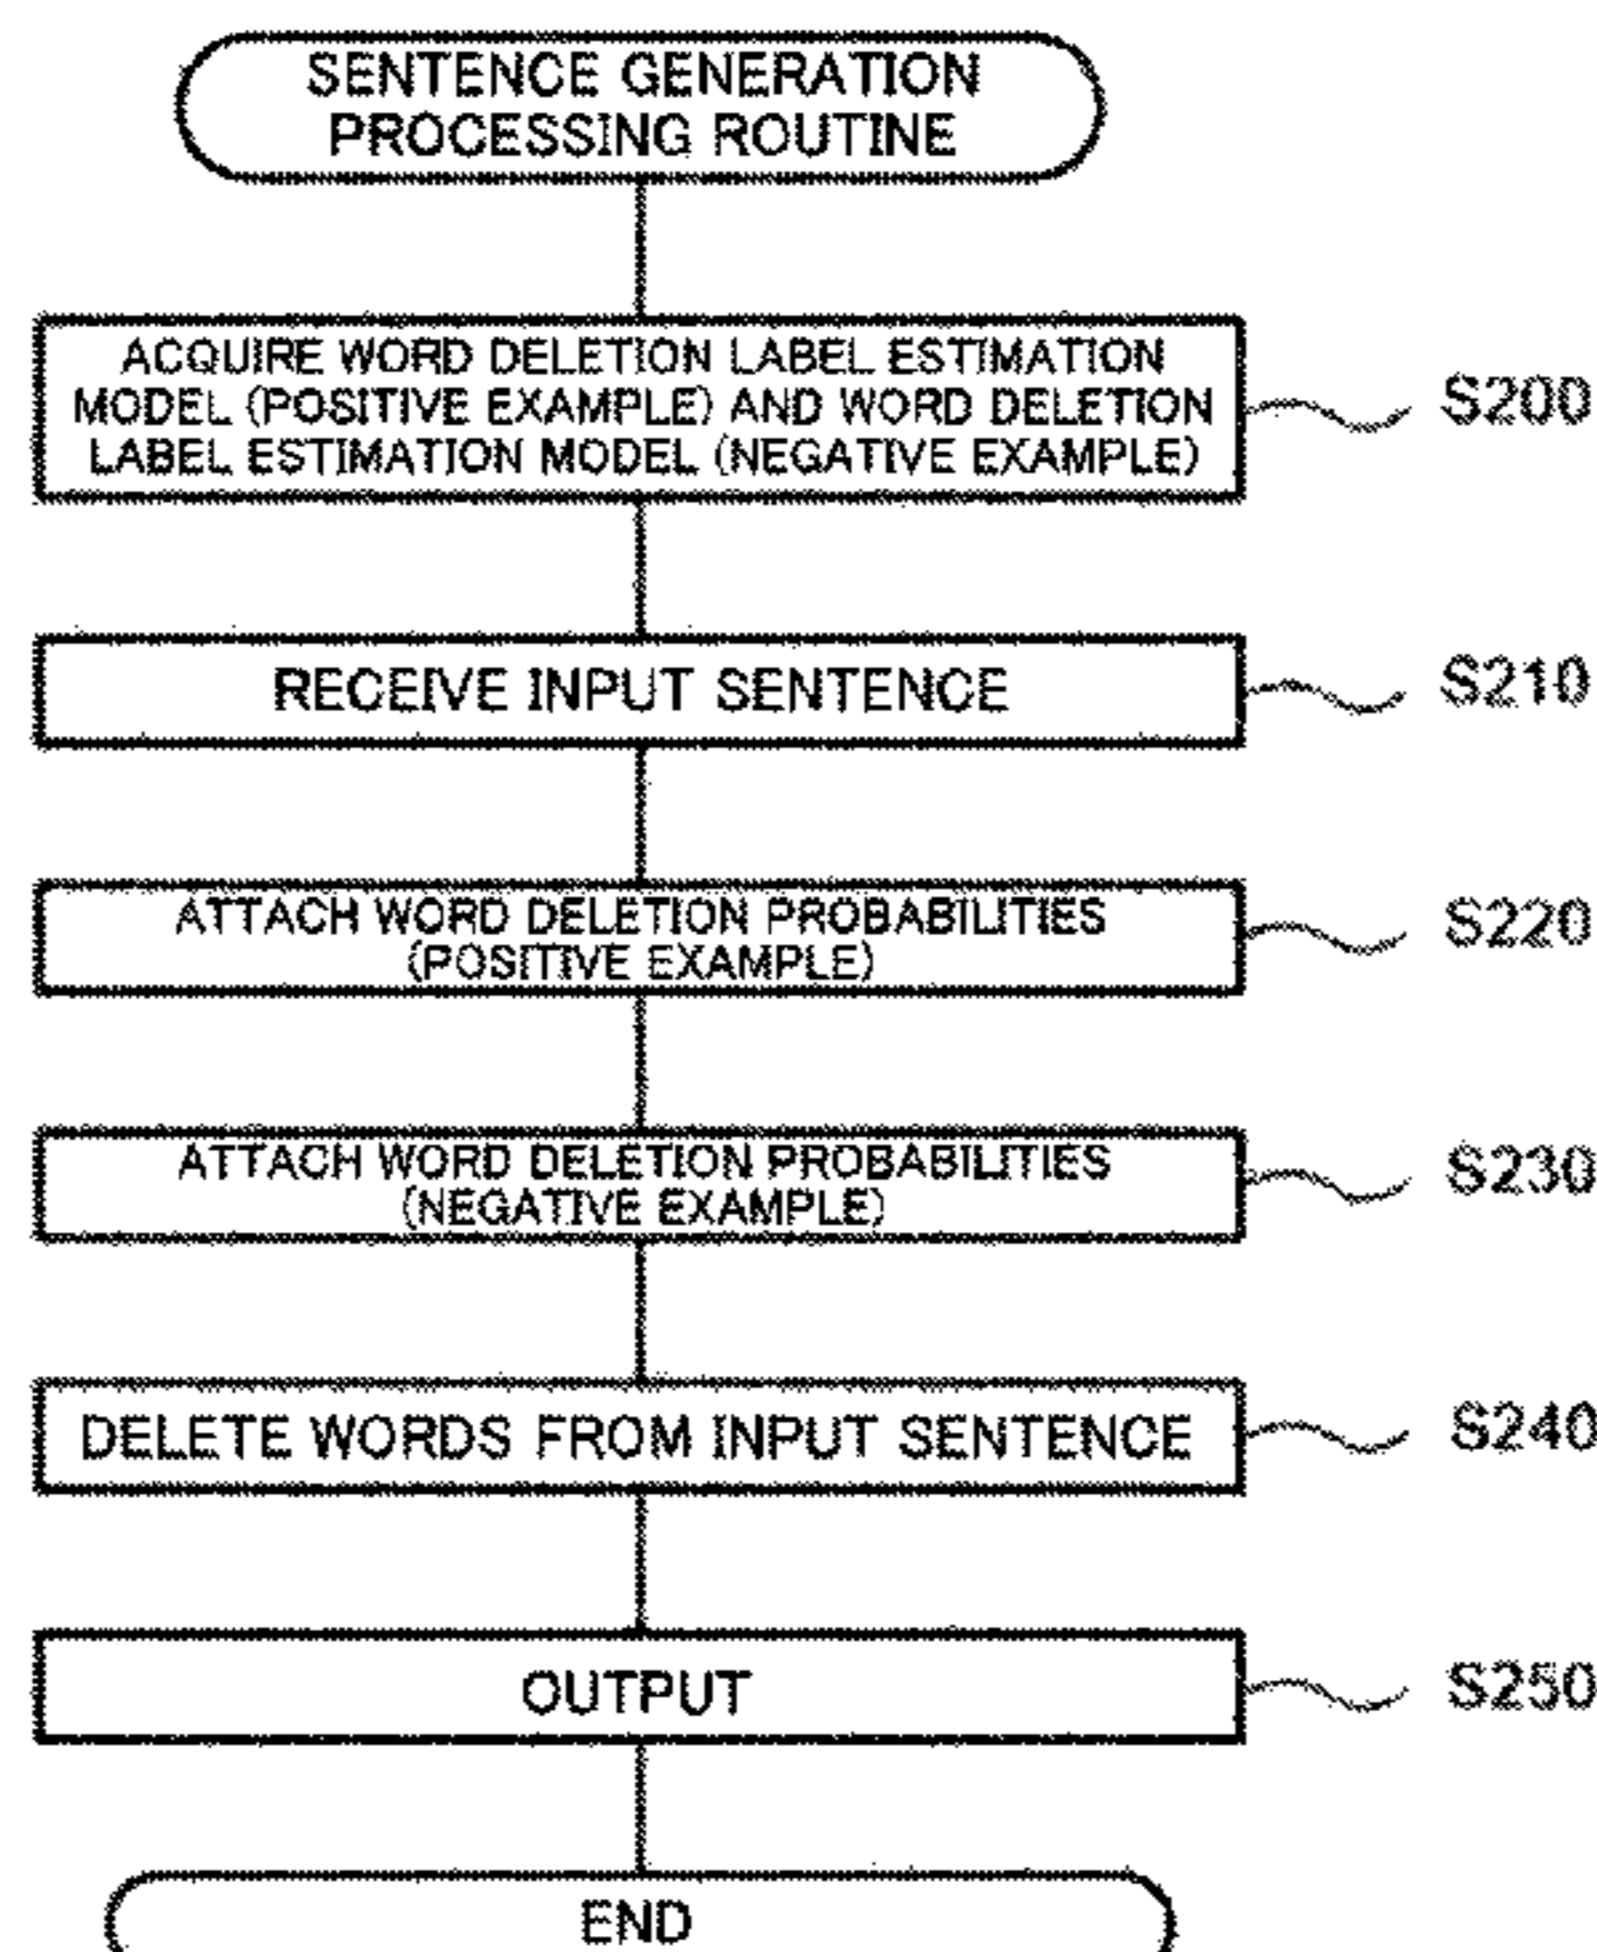 SENTENCE GENERATION
PROCESSING ROUTINE
ACQUIRE WORD DELETION LABEL ESTIMATION
MODEL (POSITIVE EXAMPLE) AND WORD DELETION
LABEL ESTIMATION MODEL (NEGATIVE EXAMPLE)
S200
RECEIVE INPUT SENTENCE
S210
ATTACH WORD DELETION PROBABILITIES
(POSITIVE EXAMPLE)
S220
ATTACH WORD DELETION PROBABILITIES
(NEGATIVE EXAMPLE)
S230
DELETE WORDS FROM INPUT SENTENCE
S240
OUTPUT
S250
END